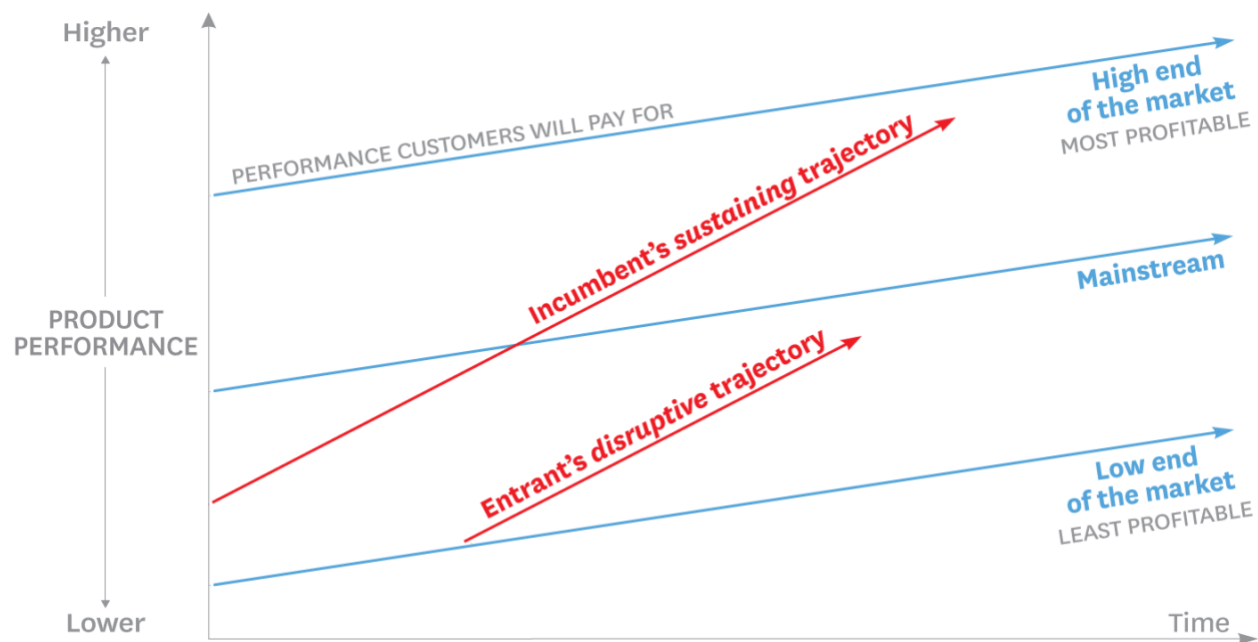 Higher
PERFORMANCE CUSTOMERS WILL PAY FOR
High end
of the market
MOST PROFITABLE
Incumbent's sustaining trajectory
Mainstream
PRODUCT
PERFORMANCE
Entrant's disruptive trajectory
Low end
of the market
LEAST PROFITABLE
Lower
Time